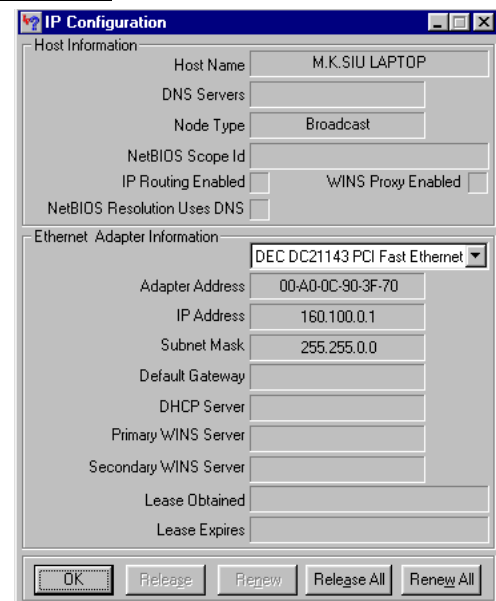 IP Configuration
Host Information
Host Name M.K.SIU LAPTOP
DNS Servers
Node Type Broadcast
NetBIOS Scope Id
IP Routing Enabled WINS Proxy Enabled
NetBIOS Resolution Uses DNS
Ethernet Adapter Information
DEC DC21143 PCI Fast Ethernet
Adapter Address 00-A0-0C-90-3F-70
IP Address 160.100.0.1
Subnet Mask 255.255.0.0
Default Gateway
DHCP Server
Primary WINS Server
Secondary WINS Server
Lease Obtained
Lease Expires
OK Release Renew Release All Renew All